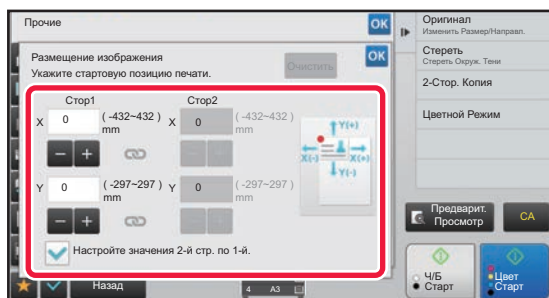 Прочие
OK
Размещение изображения
OK
Укажите стартовую позицию печати.
Очистить
Стор1
Стор2
X 0 ( -432~432 ) mm
X 0 ( -432~432 ) mm
− +
Y(+)
X(-) X(+)
Y(-)
Y 0 ( -297~297 ) mm
Y 0 ( -297~297 ) mm
− +
Настройте значения 2-й стр. по 1-й.
Назад
4 A3
Оригинал
Изменить Размер/Направл.
Стереть
Стереть Окруж. Тени
2-Стор. Копия
Цветной Режим
Предварит.
Просмотр
CA
Ч/Б
Старт
Цвет
Старт